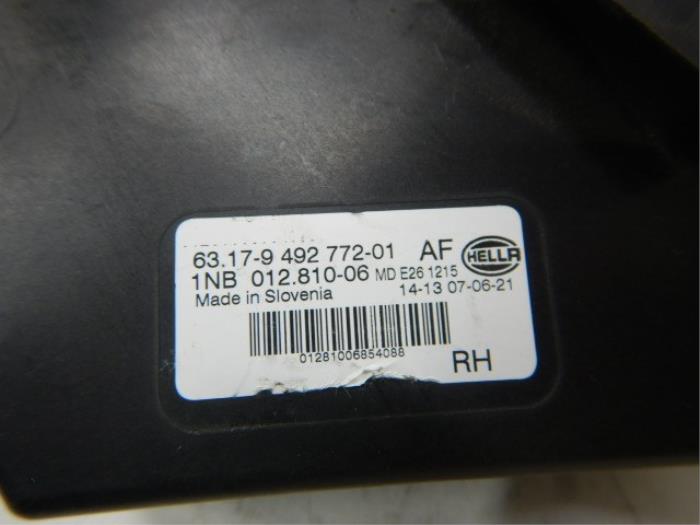 63.17-9 492 772-01 AF HELLA
1NB 012.810-06 MD E26 1215
Made in Slovenia 14-13 07-06-21
01281006854088
RH